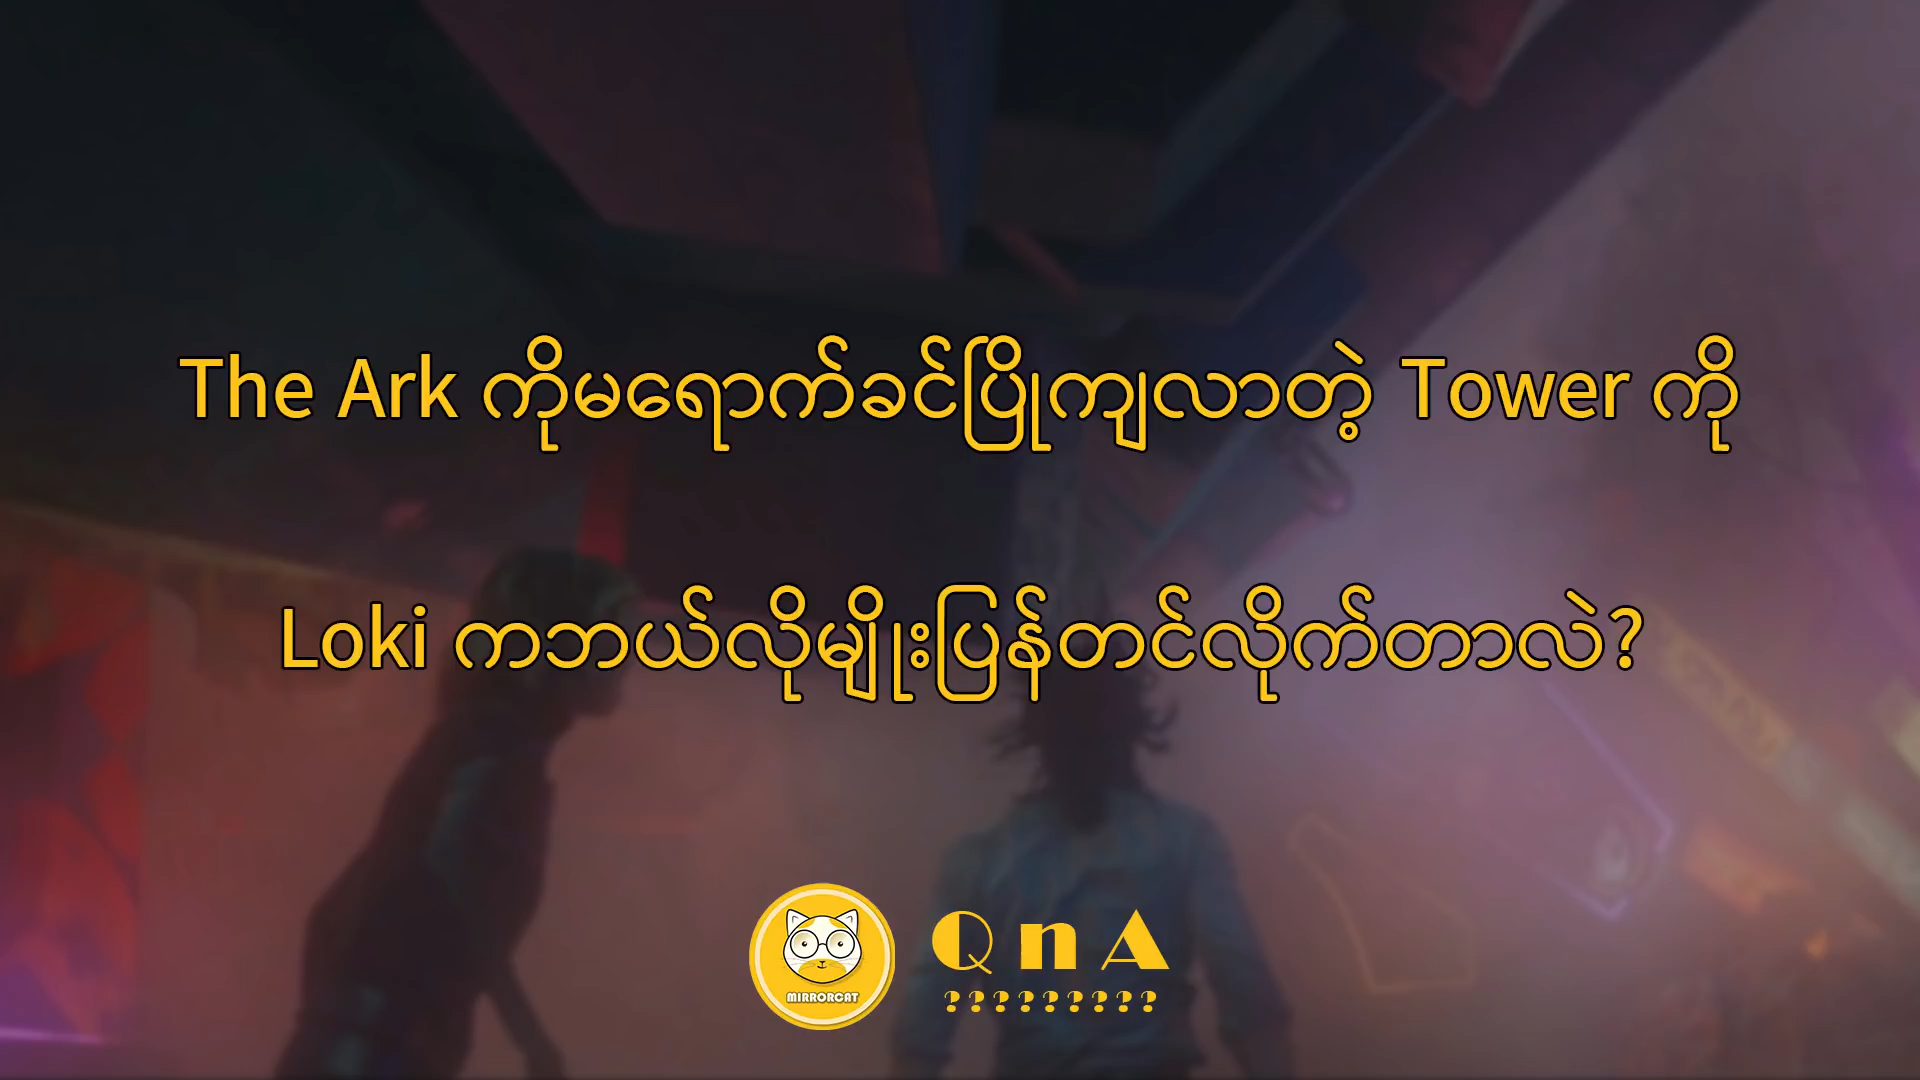 The Ark ကိုမရောက်ခင်ပြိုကျလာတဲ့ Tower ကို
Loki ကဘယ်လိုမျိုးပြန်တင်လိုက်တာလဲ?
MIRRORCAT
QnA
?????????